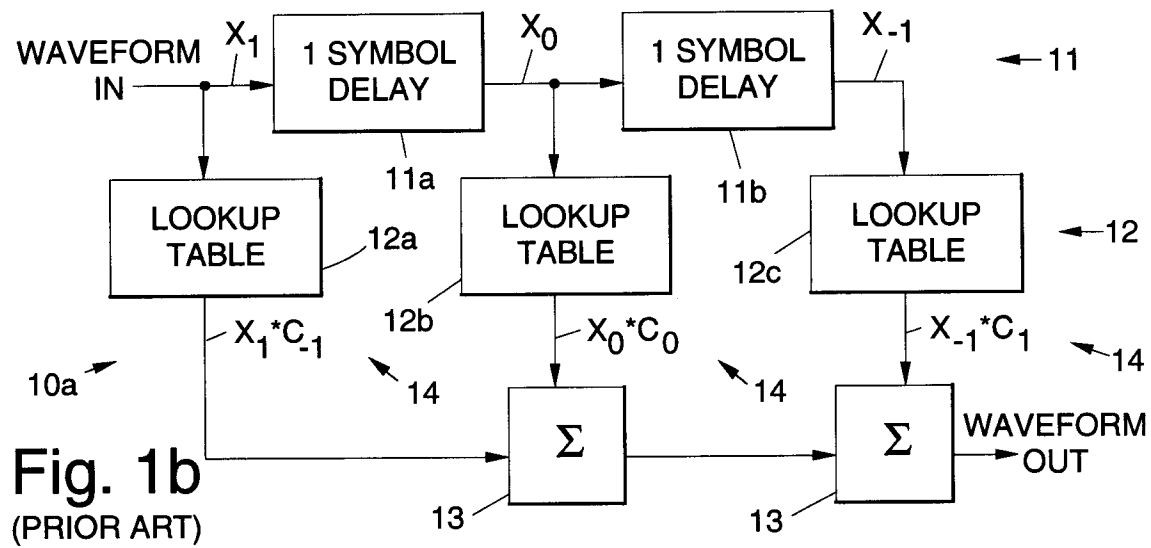 WAVEFORM
IN
X1
1 SYMBOL
DELAY
X0
1 SYMBOL
DELAY
X-1
11
11a
11b
LOOKUP
TABLE
12a
LOOKUP
TABLE
12b
LOOKUP
TABLE
12c
12
X1*C-1
X0*C0
X-1*C1
10a
14
14
14
Σ
Σ
WAVEFORM
OUT
13
13
Fig. 1b
(PRIOR ART)